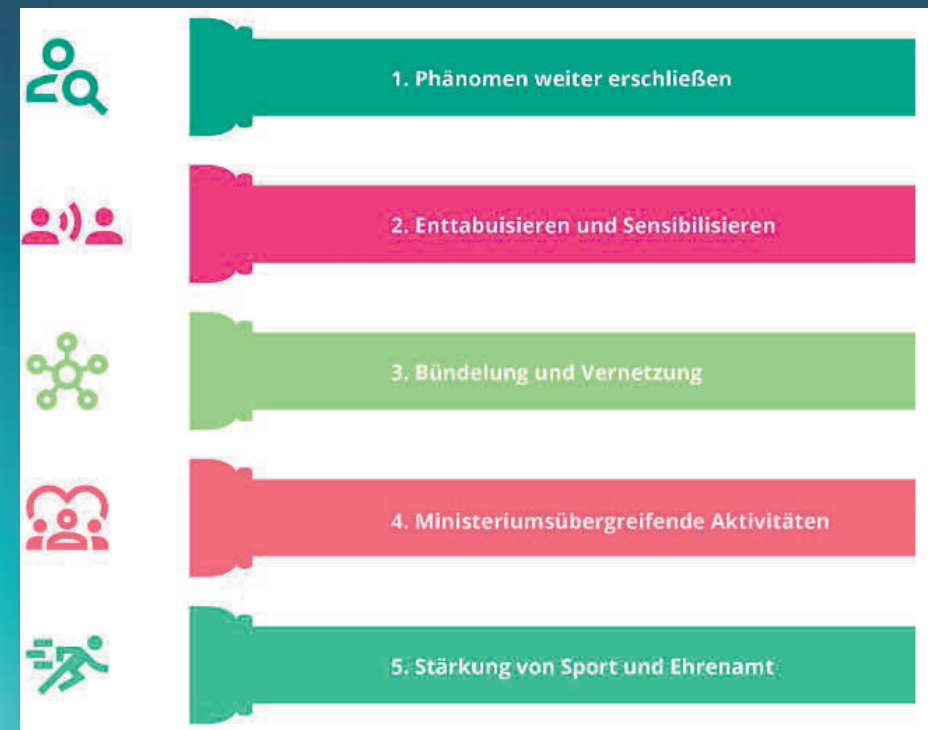 1. Phänomen weiter erschließen
2. Enttabuisieren und Sensibilisieren
3. Bündelung und Vernetzung
4. Ministeriumsübergreifende Aktivitäten
5. Stärkung von Sport und Ehrenamt